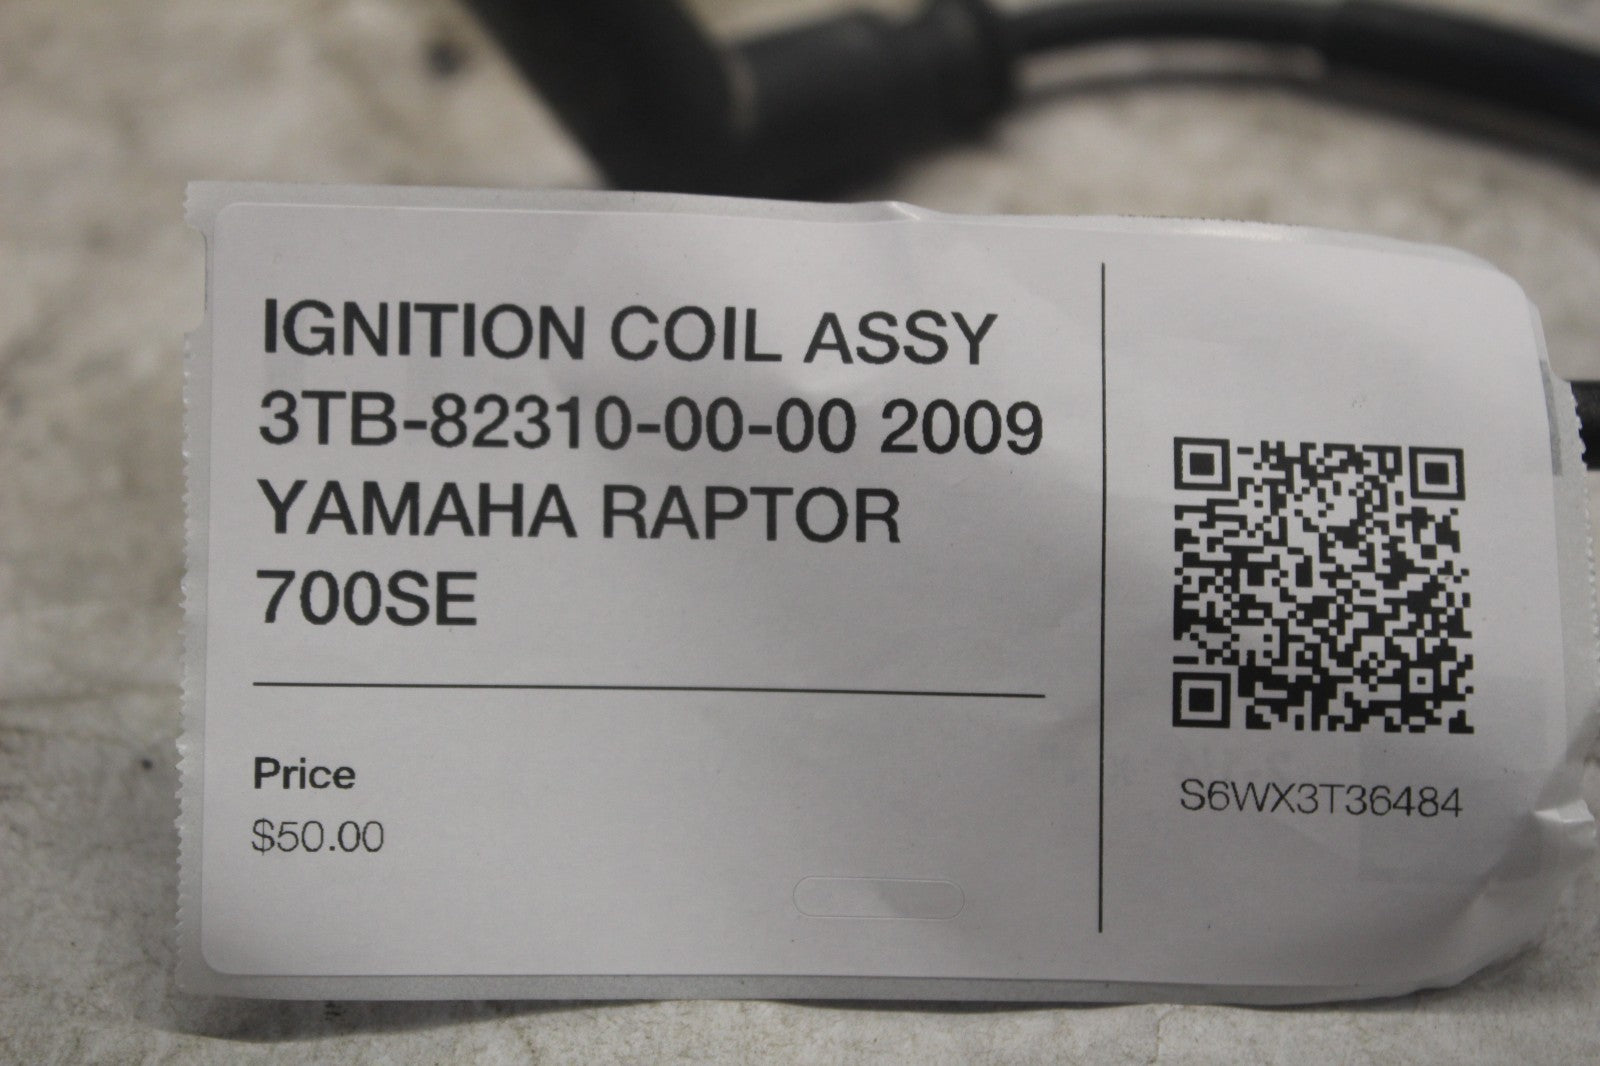 IGNITION COIL ASSY
3TB-82310-00-00 2009
YAMAHA RAPTOR
700SE
Price
$50.00
S6WX3T36484